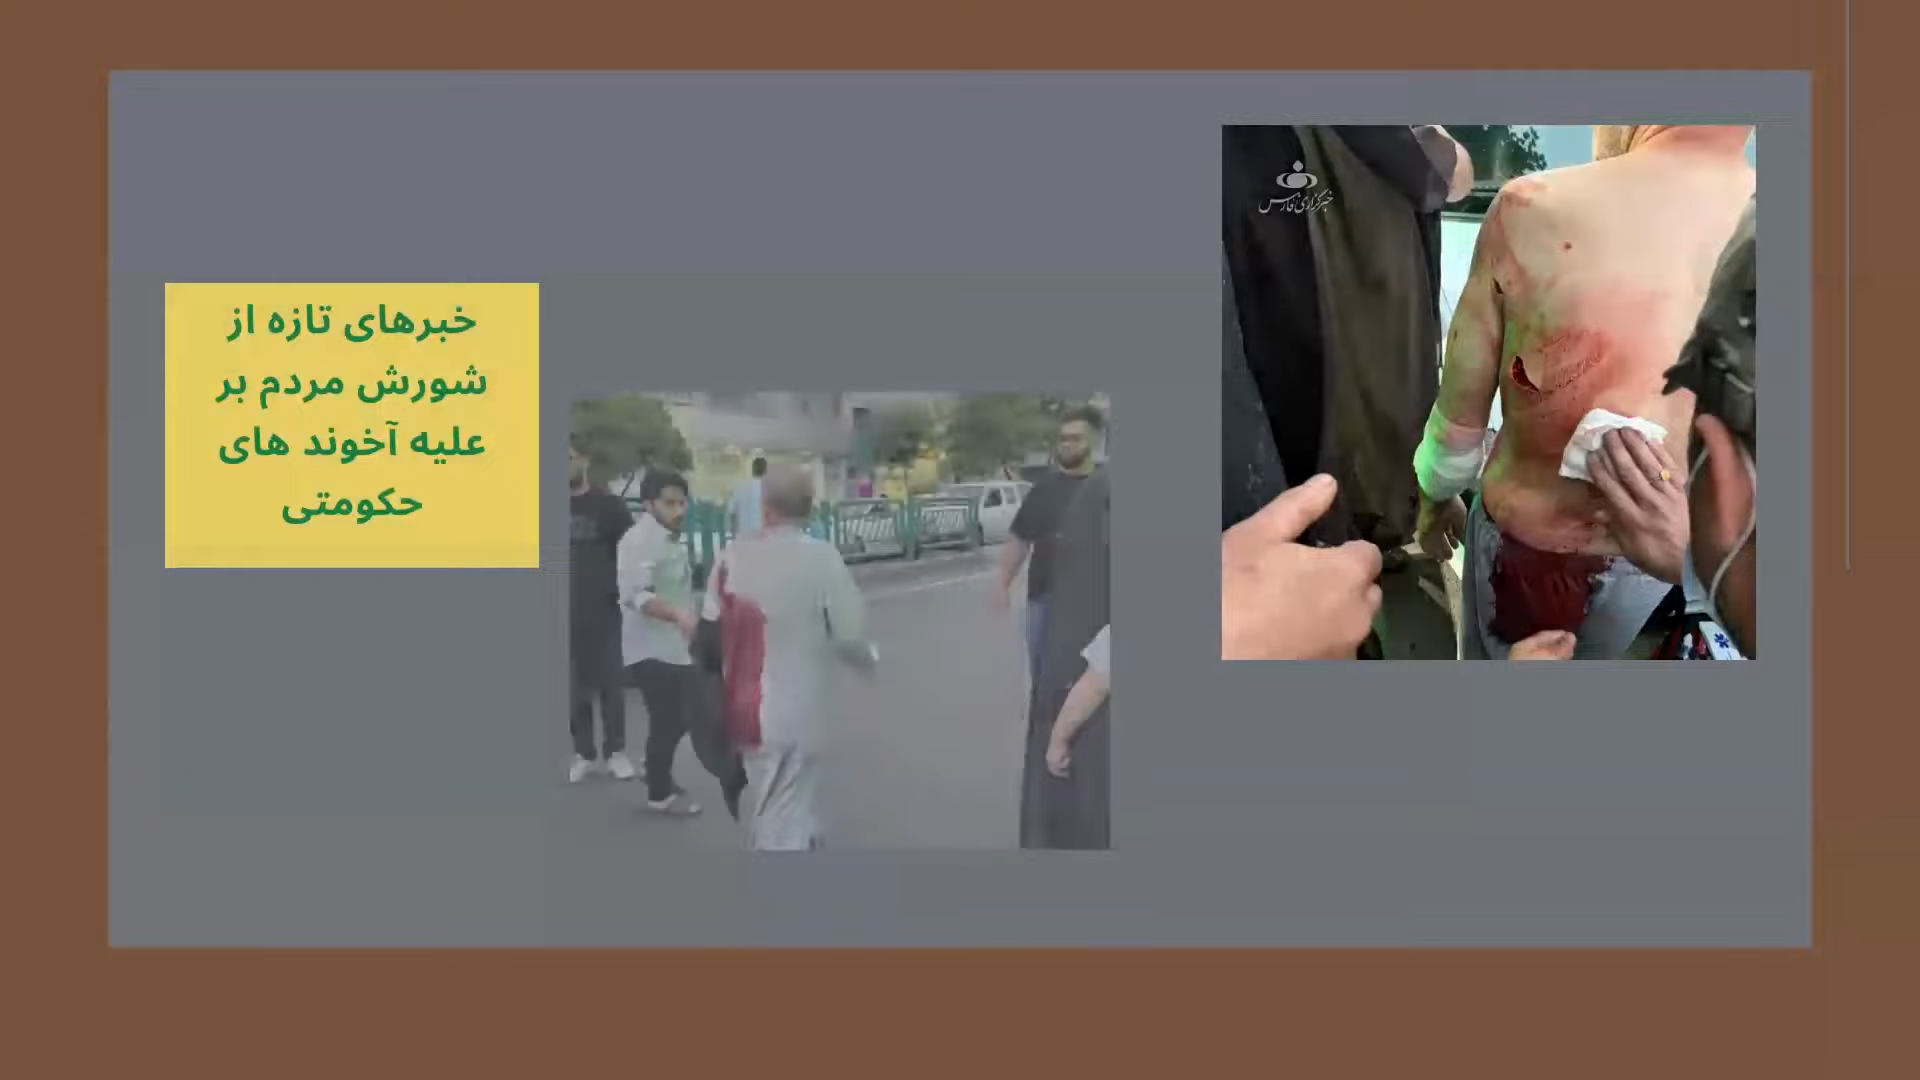 خبرهای تازه از
شورش مردم بر
علیه آخوند های
حکومتی
خبرگزاری فارس